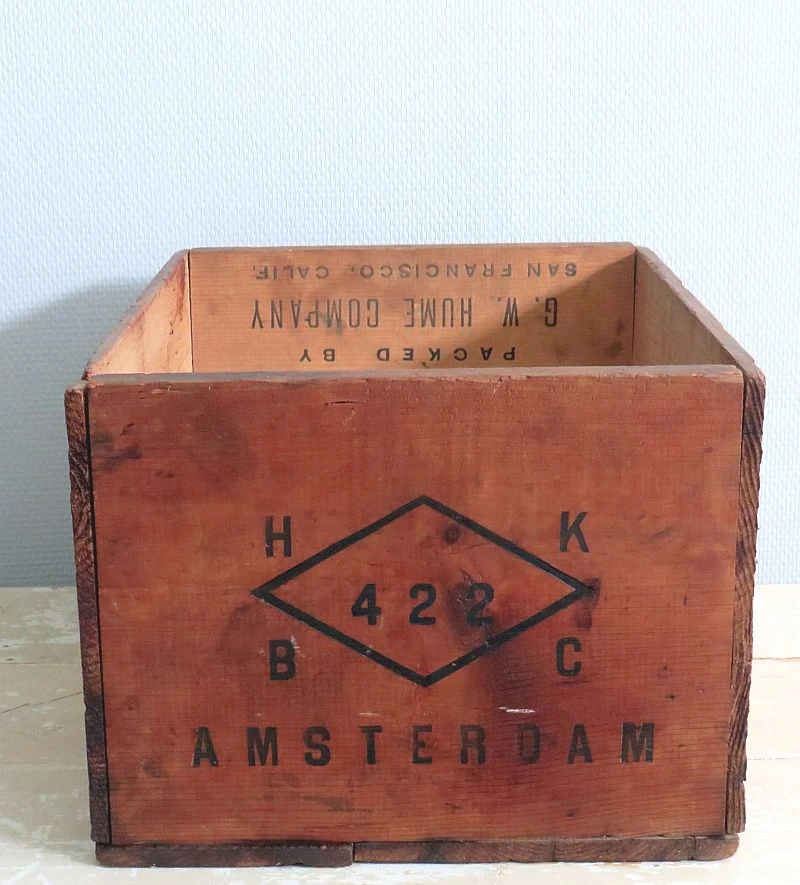 PACKED BY
G. W. HUME COMPANY
SAN FRANCISCO, CALIF.
H K
422
B C
AMSTERDAM